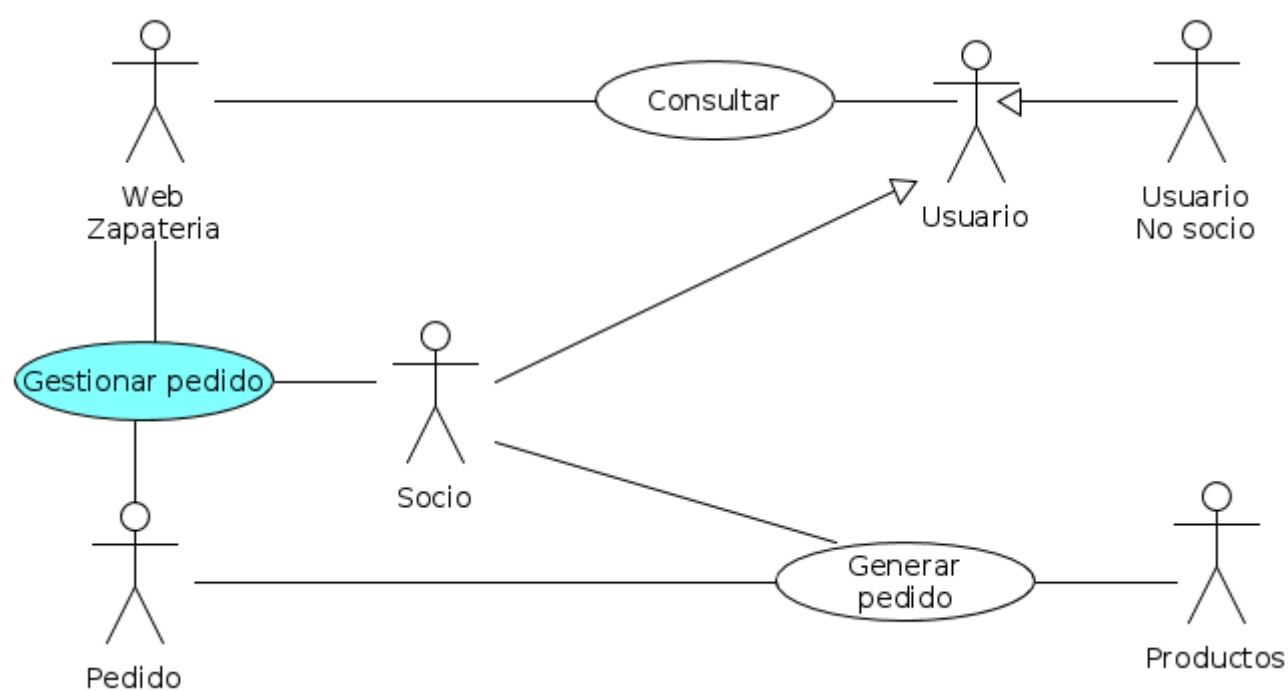 Consultar
Web
Zapateria
Usuario
Usuario
No socio
Gestionar pedido
Socio
Generar
pedido
Productos
Pedido